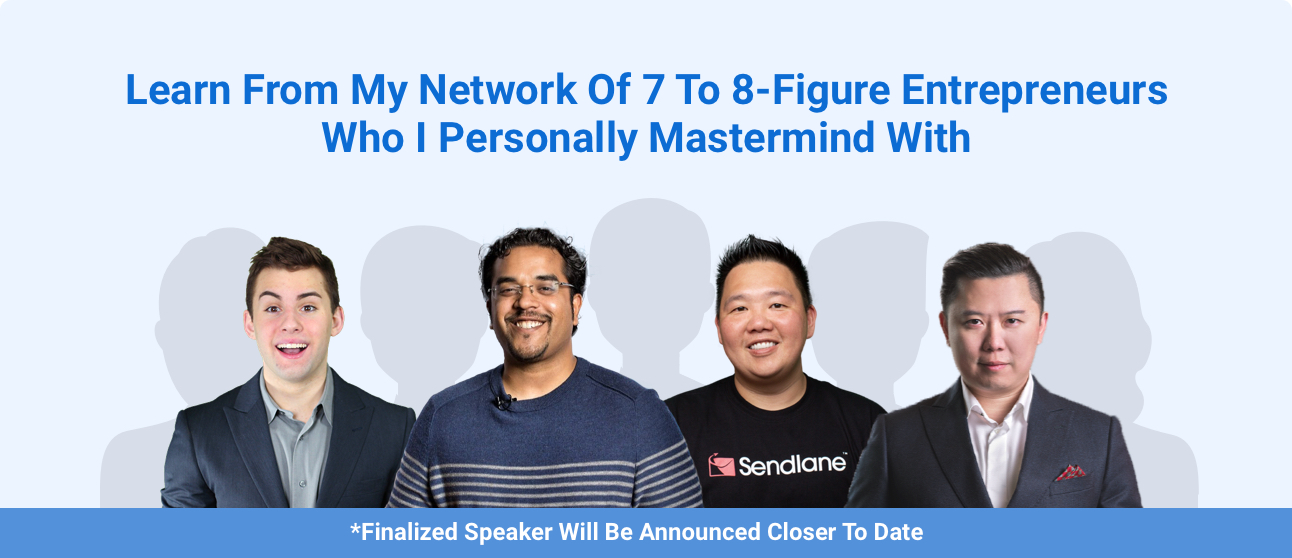 Learn From My Network Of 7 To 8-Figure Entrepreneurs
Who I Personally Mastermind With
Sendlane™
*Finalized Speaker Will Be Announced Closer To Date